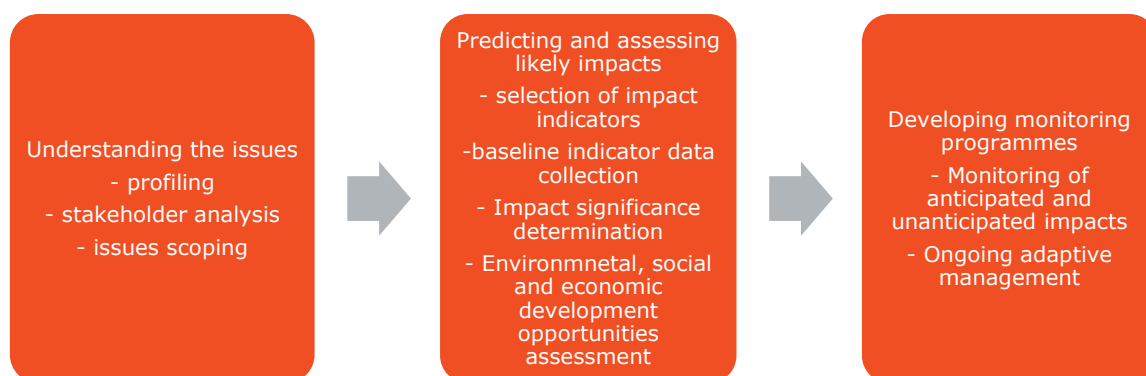 Understanding the issues
- profiling
- stakeholder analysis
- issues scoping
Predicting and assessing
likely impacts
- selection of impact
indicators
-baseline indicator data
collection
- Impact significance
determination
- Environmnetal, social
and economic
development
opportunities
assessment
Developing monitoring
programmes
- Monitoring of
anticipated and
unanticipated impacts
- Ongoing adaptive
management